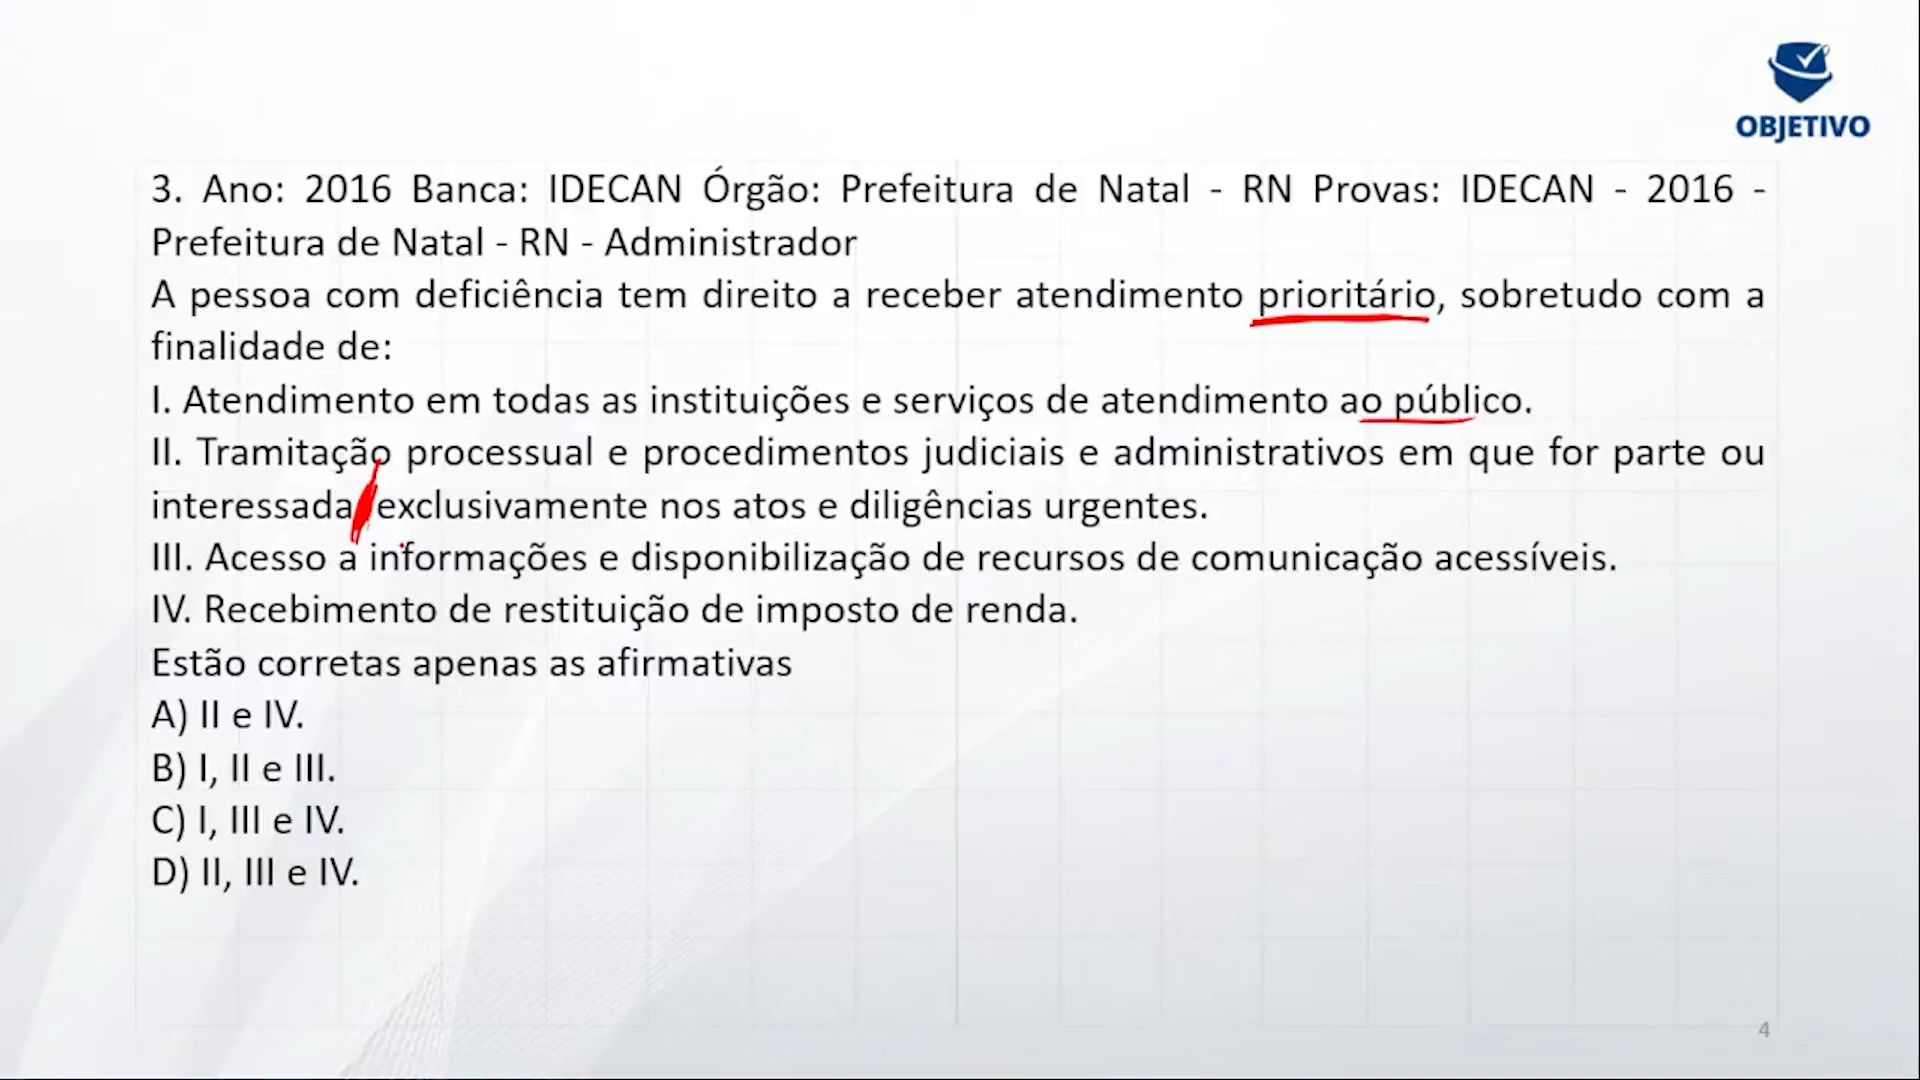 OBJETIVO
3. Ano: 2016 Banca: IDECAN Órgão: Prefeitura de Natal - RN Provas: IDECAN - 2016 -
Prefeitura de Natal - RN - Administrador
A pessoa com deficiência tem direito a receber atendimento prioritário, sobretudo com a
finalidade de:
I. Atendimento em todas as instituições e serviços de atendimento ao público.
II. Tramitação processual e procedimentos judiciais e administrativos em que for parte ou
interessada exclusivamente nos atos e diligências urgentes.
III. Acesso a informações e disponibilização de recursos de comunicação acessíveis.
IV. Recebimento de restituição de imposto de renda.
Estão corretas apenas as afirmativas
A) II e IV.
B) I, II e III.
C) I, III e IV.
D) II, III e IV.
4